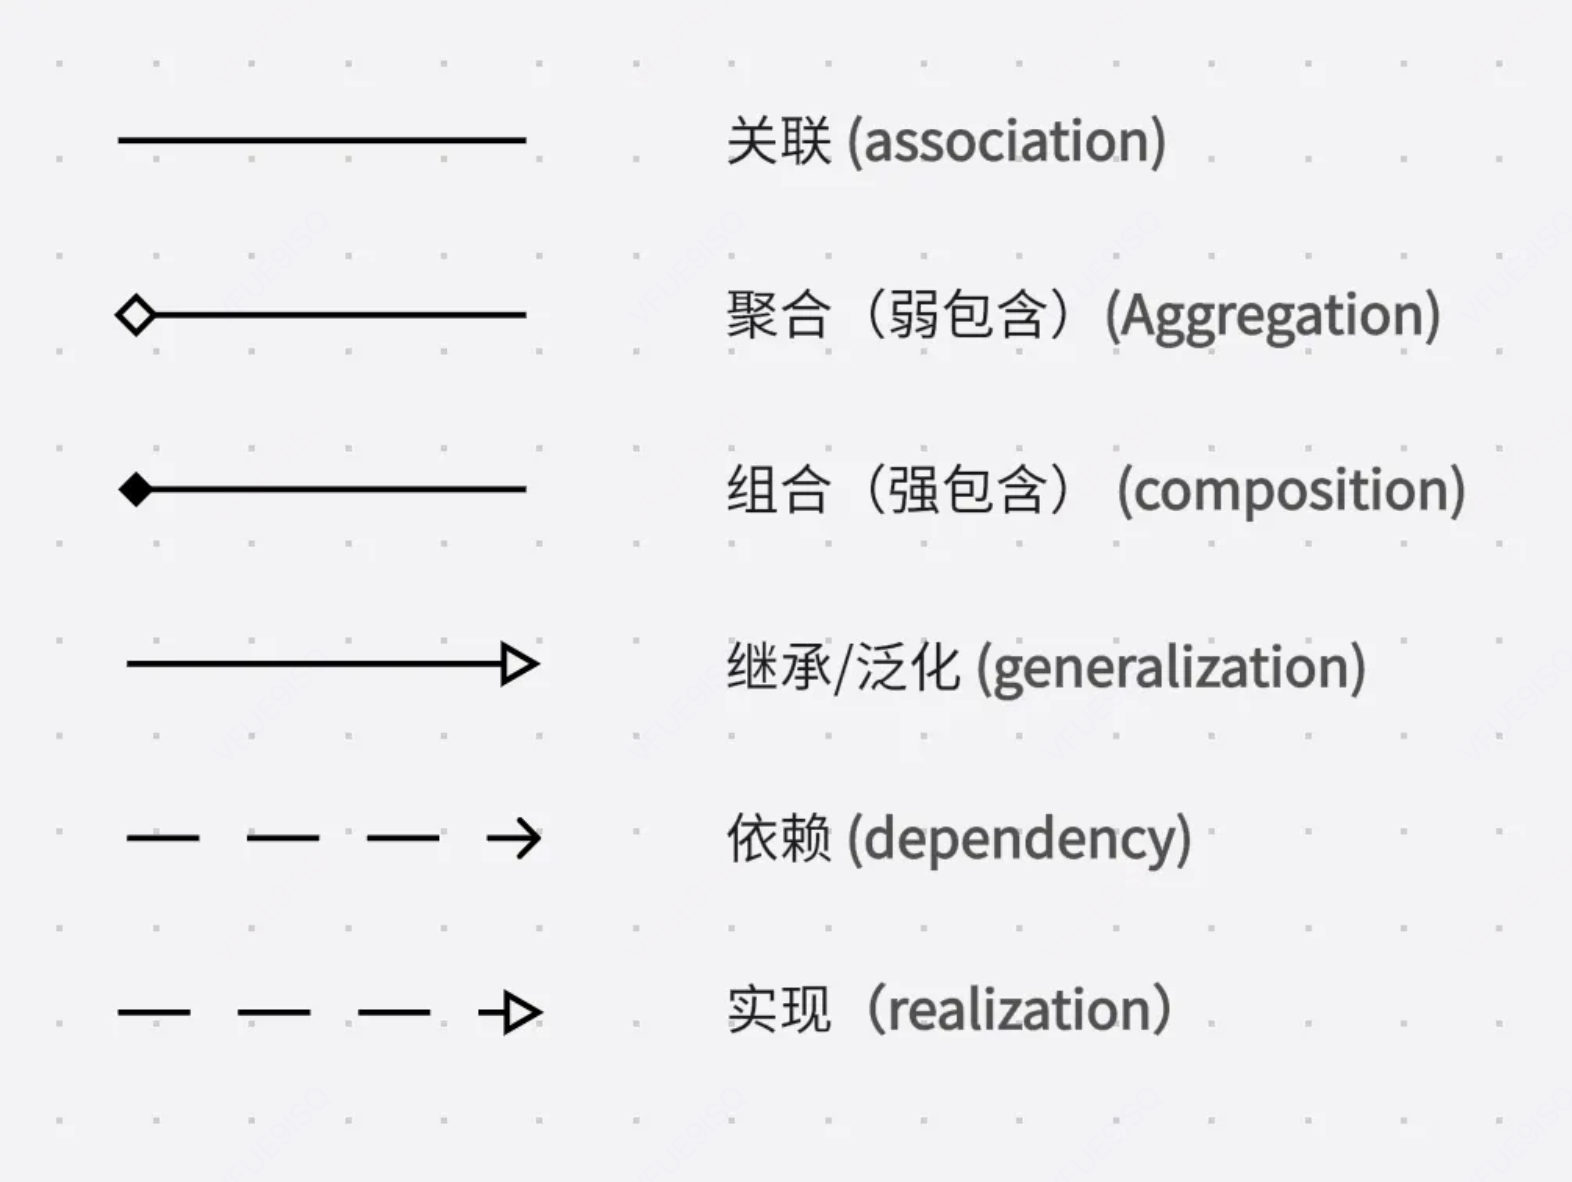 关联 (association)
聚合（弱包含）(Aggregation)
组合（强包含） (composition)
继承/泛化 (generalization)
依赖 (dependency)
实现（realization）